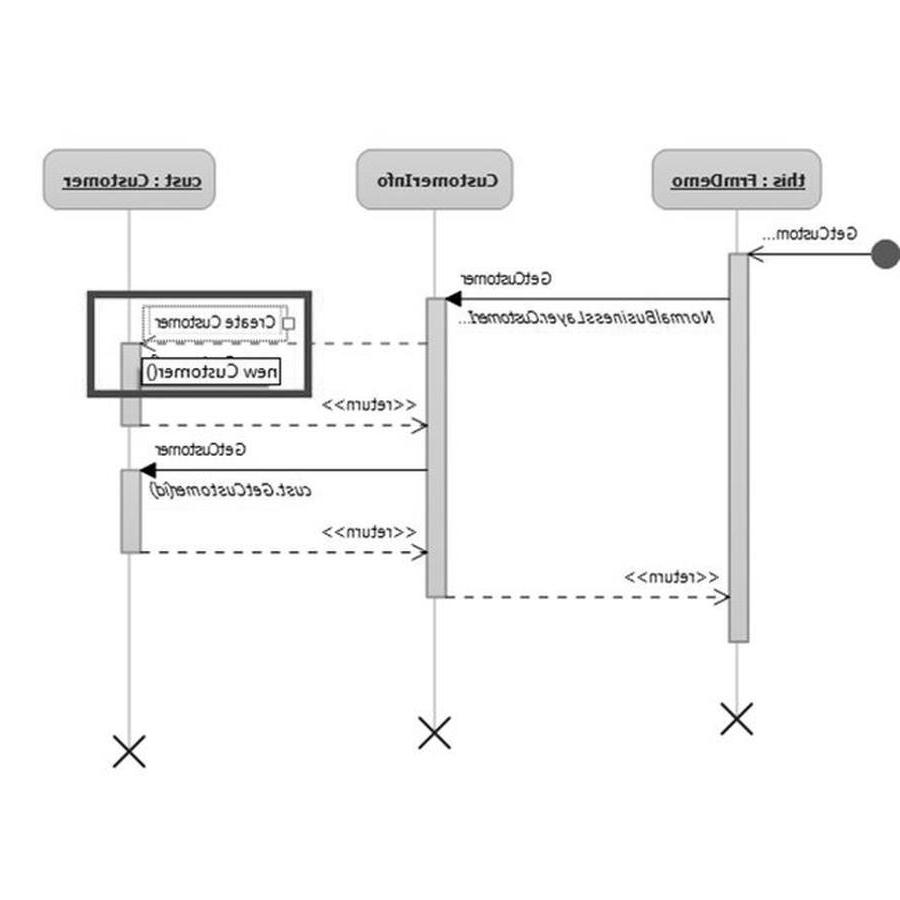 this : FrmDemo
CustomerInfo
cust : Customer
GetCustom...
GetCustomer
NormalBusinessLayer.CustomerI...
Create Customer
new Customer()
<<return>>
GetCustomer
cust.GetCustomer(id)
<<return>>
<<return>>